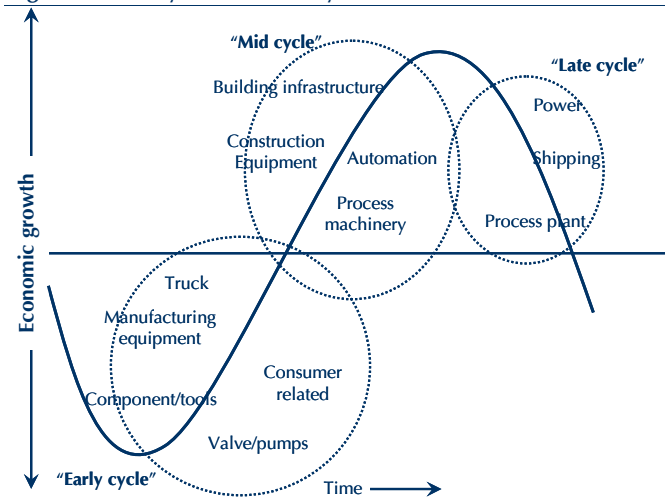 “Mid cycle”
“Late cycle”
Building infrastructure
Power
Construction
Equipment
Automation
Shipping
Process
machinery
Process plant
Economic growth
Truck
Manufacturing
equipment
Consumer
related
Component/tools
Valve/pumps
“Early cycle”
Time